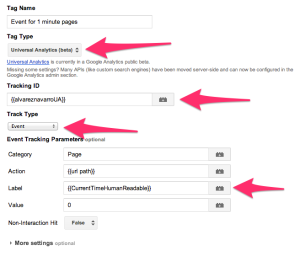 Tag Name
Event for 1 minute pages
Tag Type
Universal Analytics (beta)
Universal Analytics is currently in a Google Analytics public beta.
Missing some settings? Many APIs (like custom search engines) have been moved server-side and can now be configured in the
Google Analytics admin section.
Tracking ID
{{alvareznavarroUA}}
Track Type
Event
Event Tracking Parameters optional
Category Page
Action {{url path}}
Label {{CurrentTimeHumanReadable}}
Value 0
Non-Interaction Hit False
More settings optional